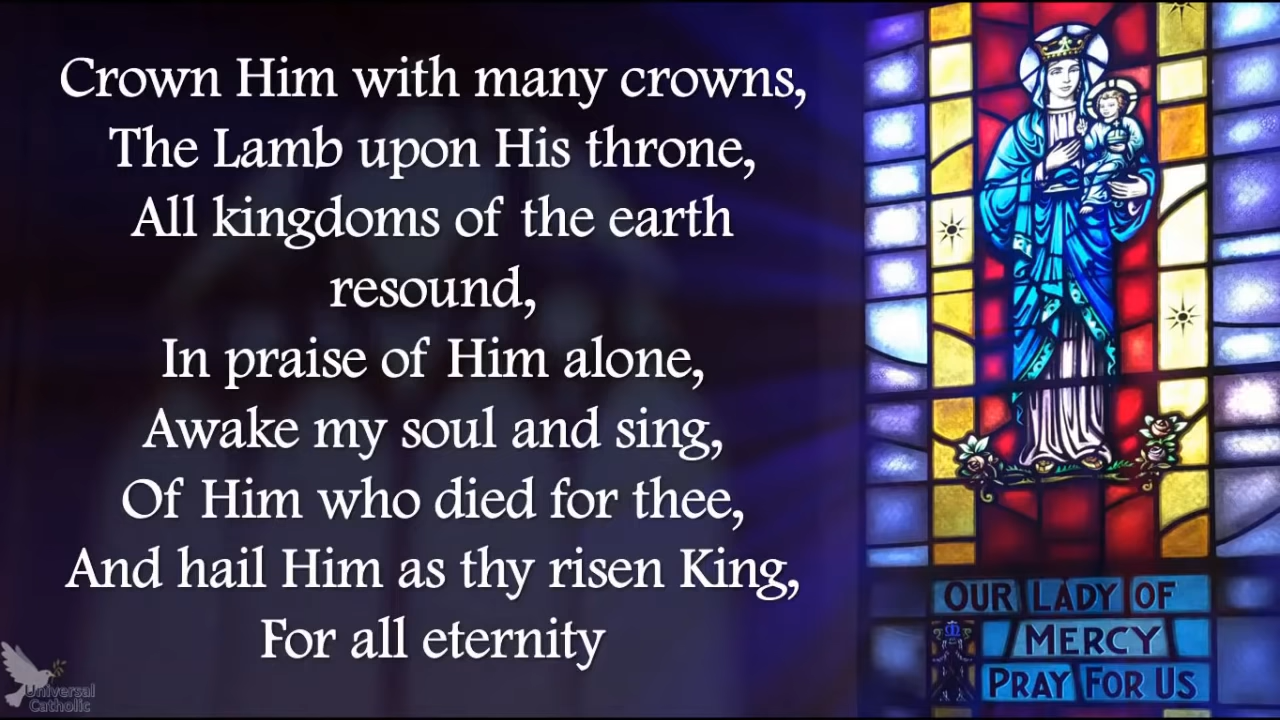 Crown Him with many crowns,
The Lamb upon His throne,
All kingdoms of the earth
resound,
In praise of Him alone,
Awake my soul and sing,
Of Him who died for thee,
And hail Him as thy risen King,
For all eternity
OUR LADY OF
MERCY
PRAY FOR US
Universal
Catholic